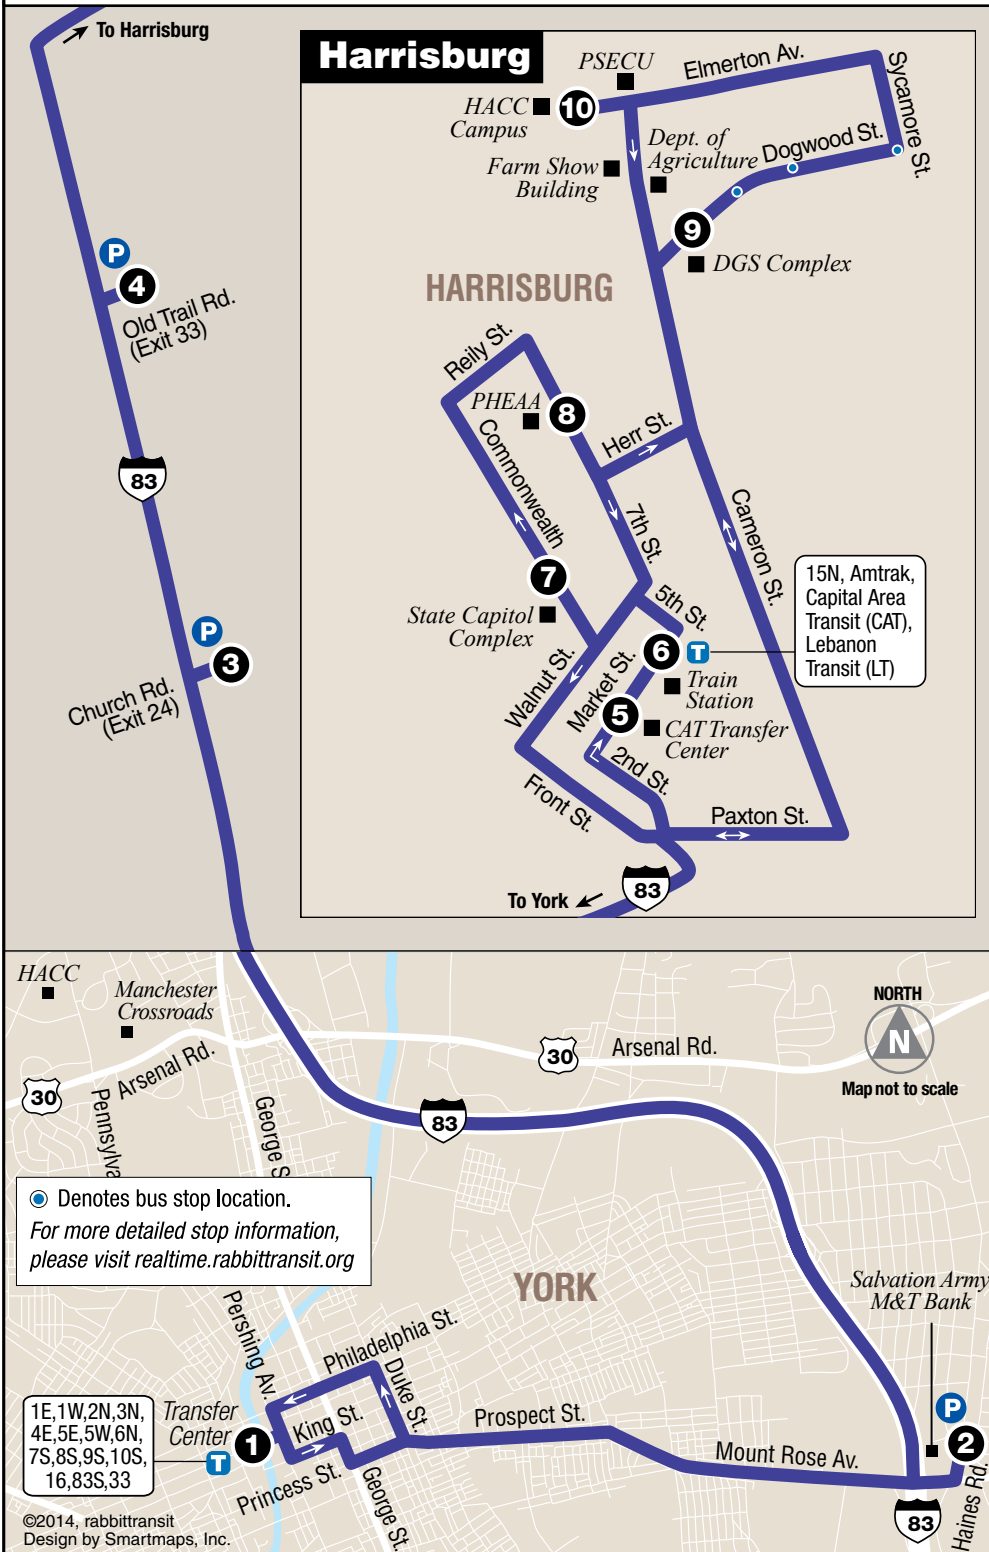 To Harrisburg
Harrisburg
PSECU
Elmerton Av.
Sycamore St.
HACC
Campus
10
Dept. of
Agriculture
Dogwood St.
Farm Show
Building
9
DGS Complex
HARRISBURG
P
4
Old Trail Rd.
(Exit 33)
Reily St.
PHEAA
8
Commonwealth
Herr St.
83
7th St.
Cameron St.
7
State Capitol
Complex
5th St.
15N, Amtrak,
Capital Area
Transit (CAT),
Lebanon
Transit (LT)
P
3
Church Rd.
(Exit 24)
Walnut St.
Market St.
6
T
Train
Station
5
CAT Transfer
Center
2nd St.
Front St.
Paxton St.
83
To York
HACC
Manchester
Crossroads
NORTH
N
Map not to scale
Arsenal Rd.
30
Arsenal Rd.
30
Pennsylva
George S
83
Denotes bus stop location.
For more detailed stop information,
please visit realtime.rabbittransit.org
YORK
Salvation Army
M&T Bank
Pershing Av.
Philadelphia St.
Duke St.
King St.
Prospect St.
P
2
1E,1W,2N,3N,
4E,5E,5W,6N,
7S,8S,9S,10S,
16,83S,33
Transfer
Center
T
1
Princess St.
George St.
Mount Rose Av.
Haines Rd.
83
©2014, rabbittransit
Design by Smartmaps, Inc.